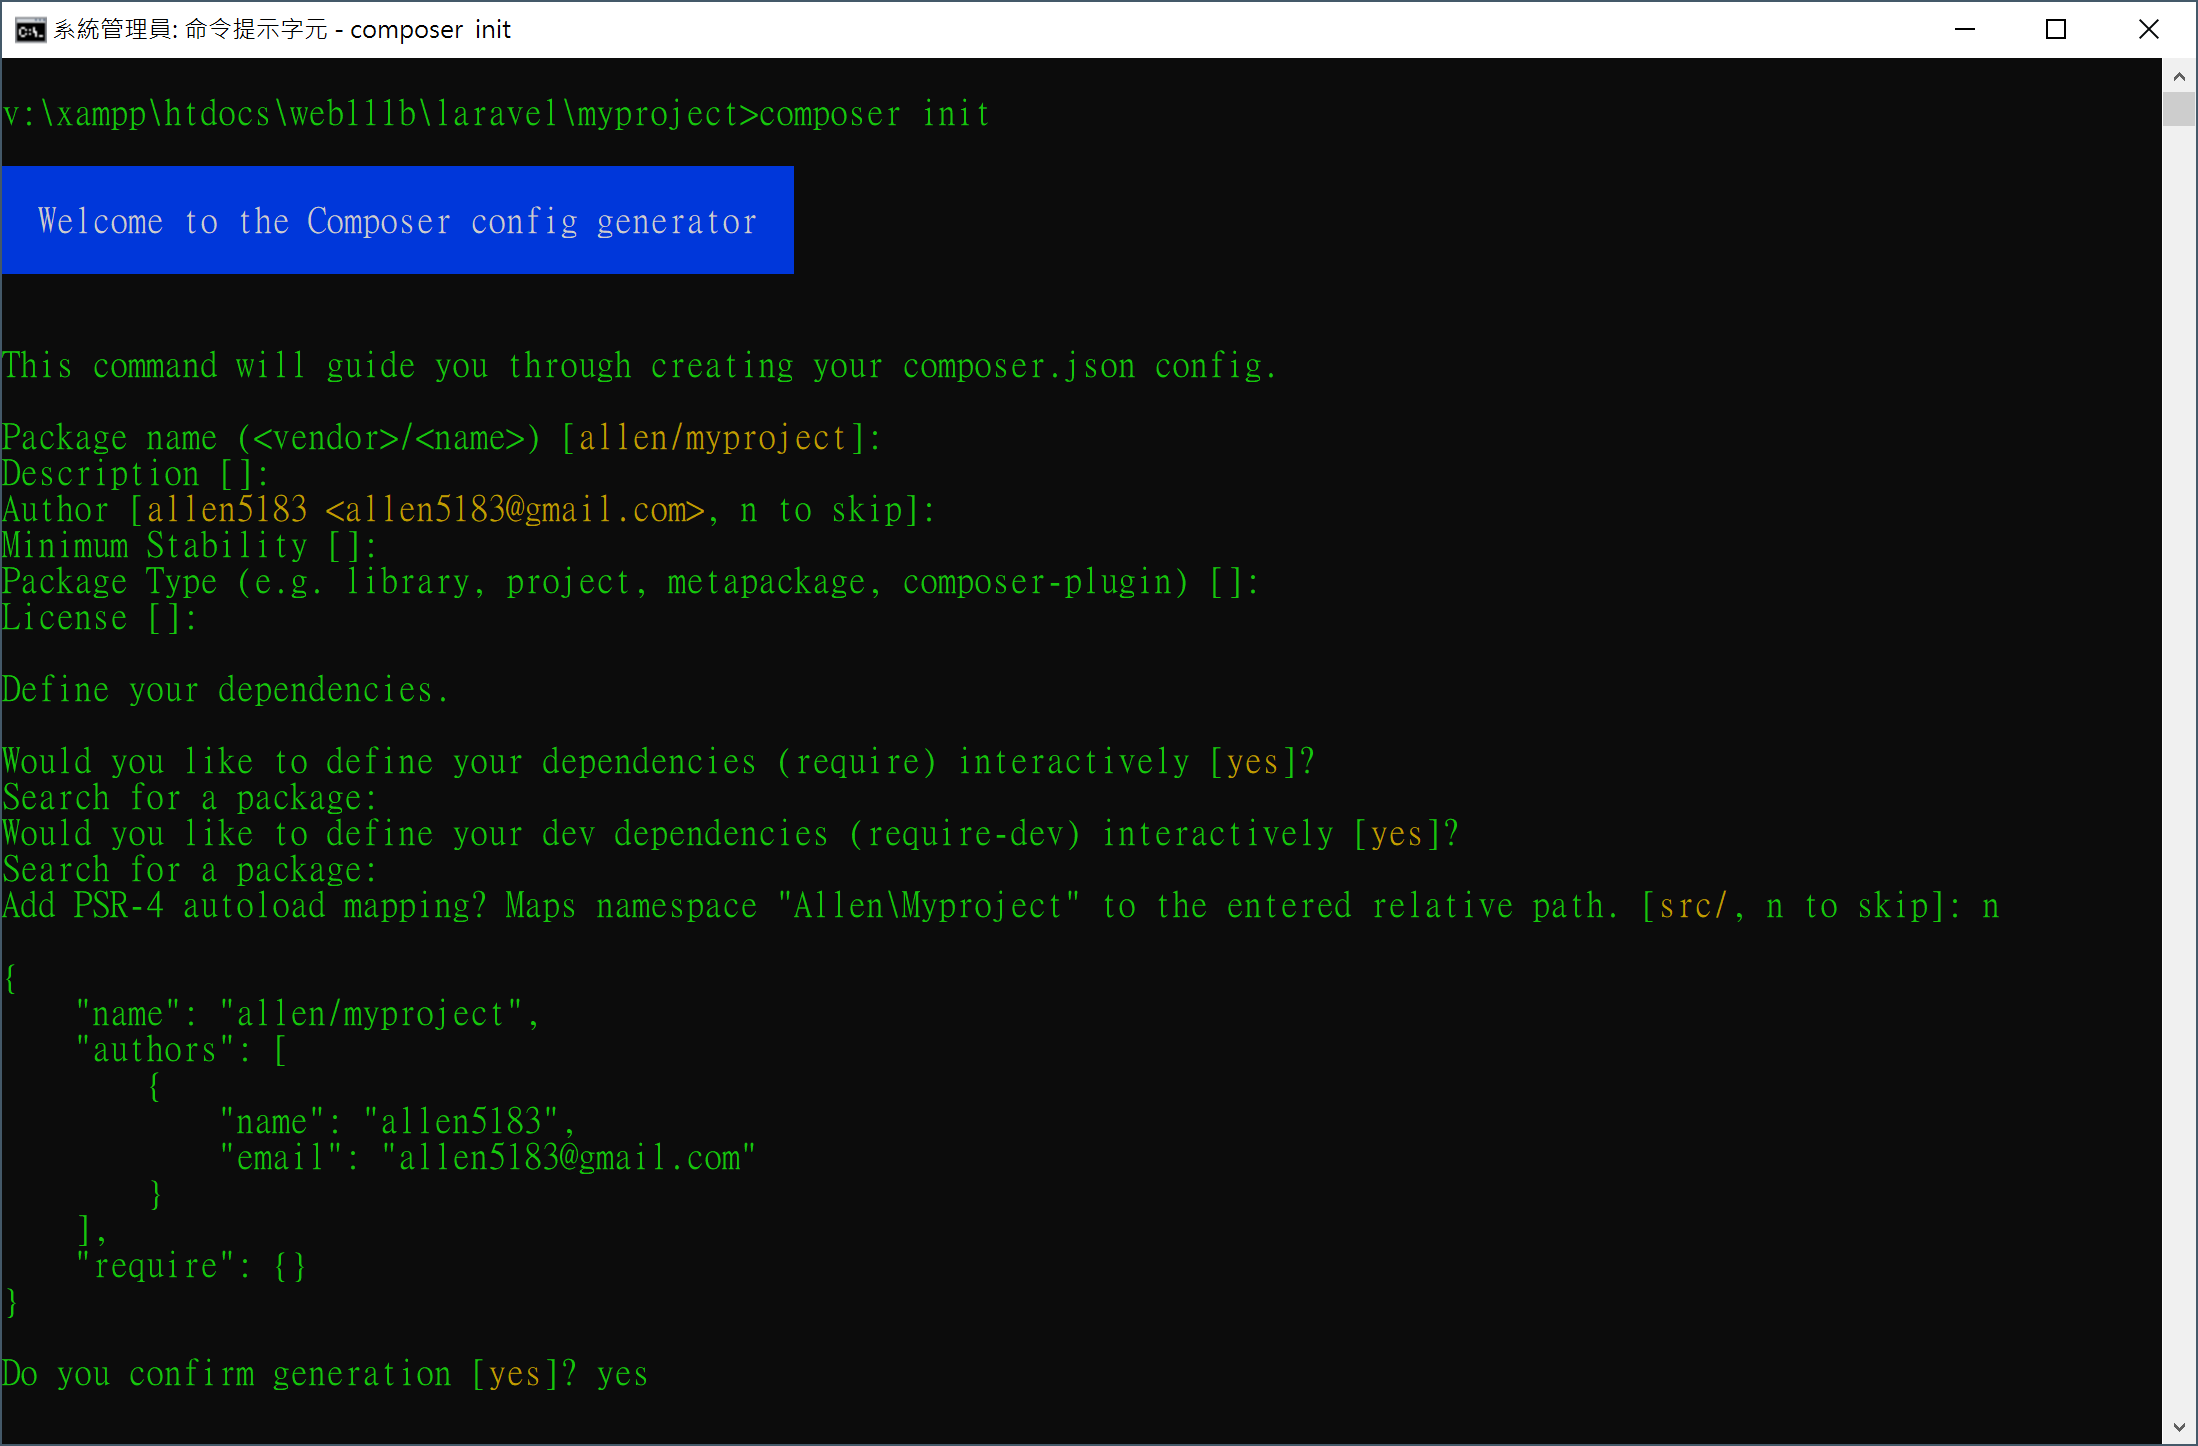 系統管理員: 命令提示字元 - composer  init
v:\xampp\htdocs\web111b\laravel\myproject>composer init
Welcome to the Composer config generator
This command will guide you through creating your composer.json config.
Package name (<vendor>/<name>) [allen/myproject]:
Description []:
Author [allen5183 <allen5183@gmail.com>, n to skip]:
Minimum Stability []:
Package Type (e.g. library, project, metapackage, composer-plugin) []:
License []:
Define your dependencies.
Would you like to define your dependencies (require) interactively [yes]?
Search for a package:
Would you like to define your dev dependencies (require-dev) interactively [yes]?
Search for a package:
Add PSR-4 autoload mapping? Maps namespace "Allen\Myproject" to the entered relative path. [src/, n to skip]: n
{
    "name": "allen/myproject",
    "authors": [
        {
            "name": "allen5183",
            "email": "allen5183@gmail.com"
        }
    ],
    "require": {}
}
Do you confirm generation [yes]? yes